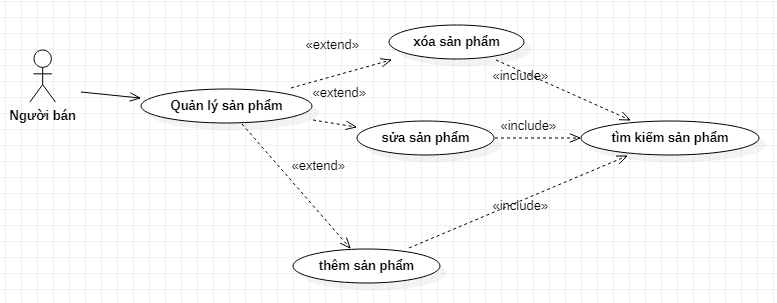 xóa sản phẩm
«extend»
«include»
Người bán
Quản lý sản phẩm
«extend»
sửa sản phẩm
«include»
tìm kiếm sản phẩm
«extend»
«include»
thêm sản phẩm